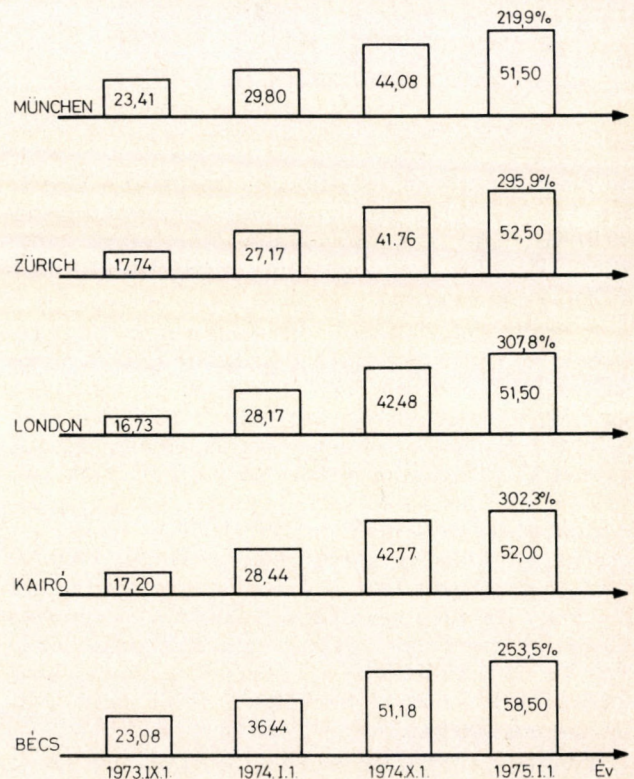 219,9%
MÜNCHEN 23,41 29,80 44,08 51,50
295,9%
ZÜRICH 17,74 27,17 41.76 52,50
307,8%
LONDON 16,73 28,17 42,48 51,50
302,3%
KAIRÓ 17,20 28,44 42,77 52,00
253,5%
BÉCS 23,08 36,44 51,18 58,50
1973.IX.1. 1974.I.1. 1974.X.1. 1975.I.1. Év